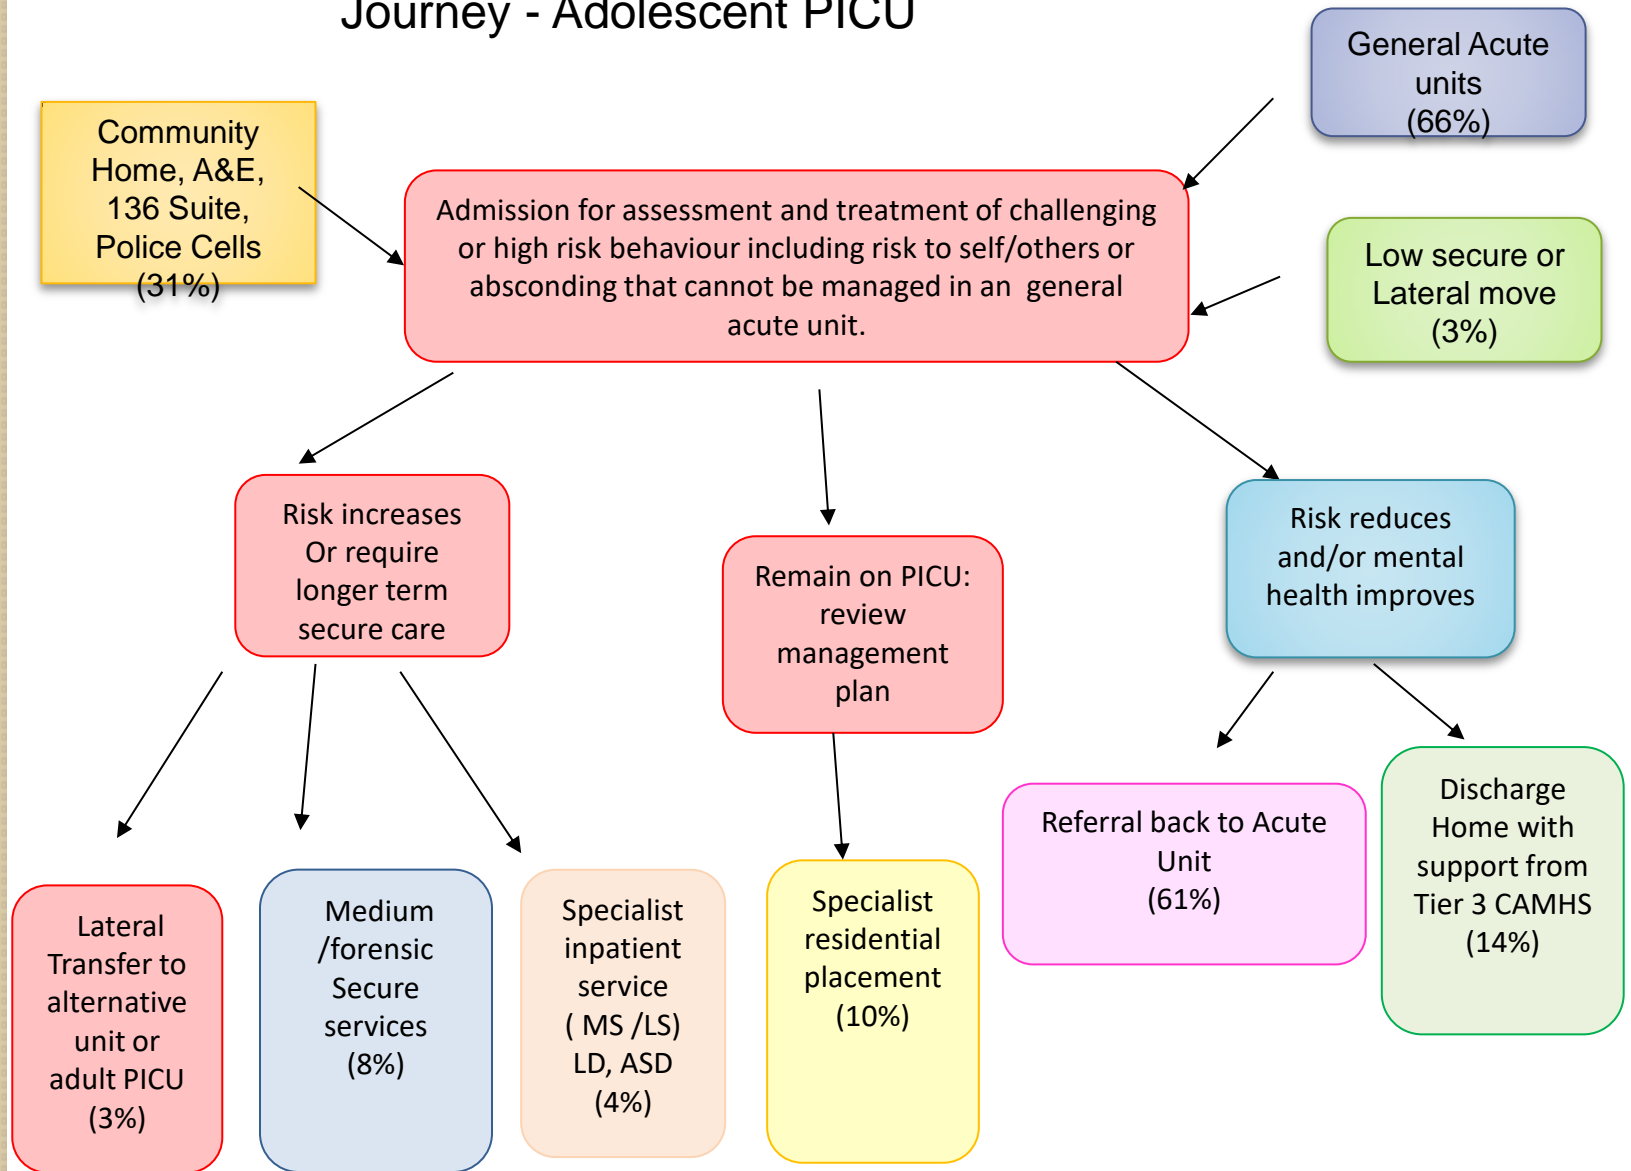 Journey - Adolescent PICU
General Acute
units
(66%)
Community
Home, A&E,
136 Suite,
Police Cells
(31%)
Admission for assessment and treatment of challenging
or high risk behaviour including risk to self/others or
absconding that cannot be managed in an general
acute unit.
Low secure or
Lateral move
(3%)
Risk increases
Or require
longer term
secure care
Remain on PICU:
review
management
plan
Risk reduces
and/or mental
health improves
Lateral
Transfer to
alternative
unit or
adult PICU
(3%)
Medium
/forensic
Secure
services
(8%)
Specialist
inpatient
service
( MS /LS)
LD, ASD
(4%)
Specialist
residential
placement
(10%)
Referral back to Acute
Unit
(61%)
Discharge
Home with
support from
Tier 3 CAMHS
(14%)